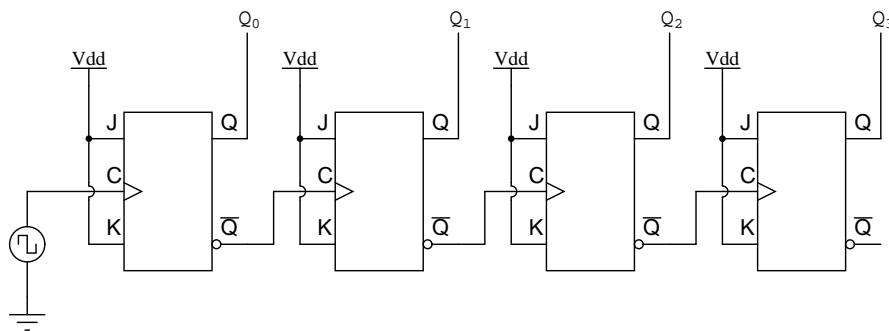 Q0 Q1 Q2 Q3
Vdd Vdd Vdd Vdd
J Q J Q J Q J Q
C C C C
K Q̅ K Q̅ K Q̅ K Q̅